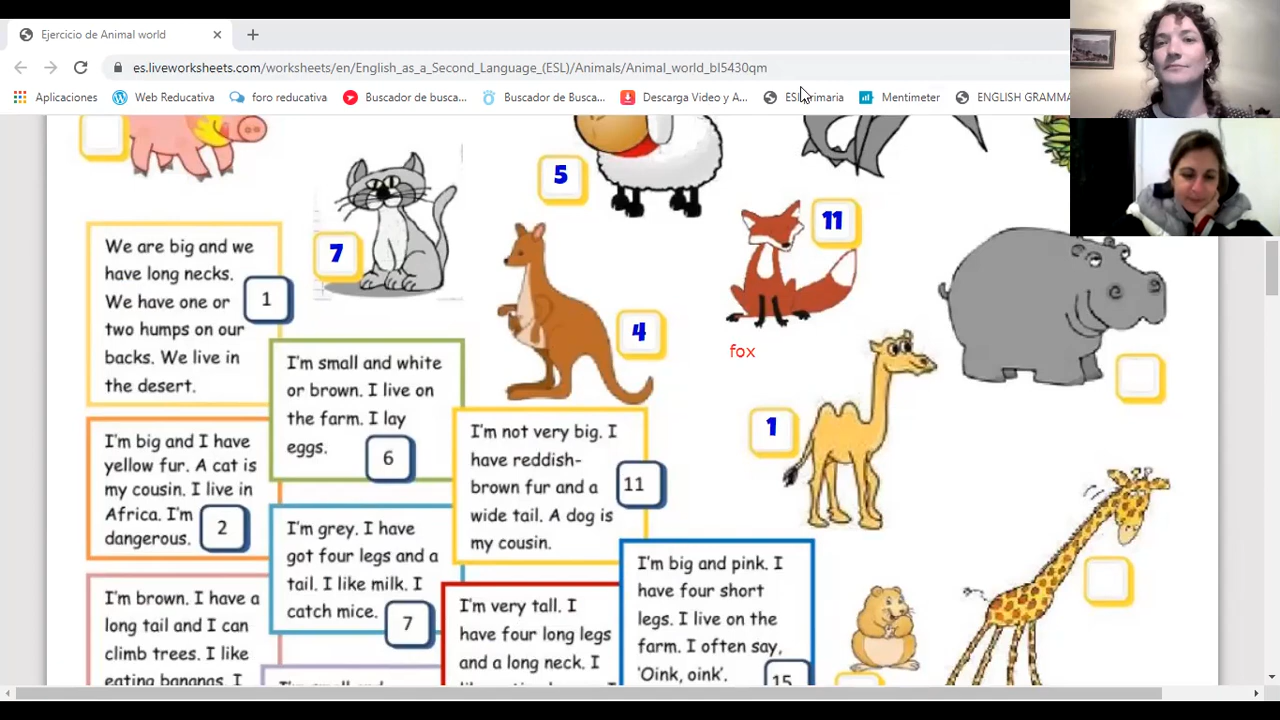 Ejercicio de Animal world
es.liveworksheets.com/worksheets/en/English_as_a_Second_Language_(ESL)/Animals/Animal_world_bl5430qm
Aplicaciones Web Reducativa foro reducativa Buscador de busca... Buscador de Busca... Descarga Video y A... ESL primaria Mentimeter ENGLISH GRAMMA
5
7
11
4
fox
1
We are big and we
have long necks.
We have one or
two humps on our
backs. We live in
the desert.
1
I'm small and white
or brown. I live on
the farm. I lay
eggs.
6
I'm big and I have
yellow fur. A cat is
my cousin. I live in
Africa. I'm
dangerous.
2
I'm not very big. I
have reddish-
brown fur and a
wide tail. A dog is
my cousin.
11
I'm grey. I have
got four legs and a
tail. I like milk. I
catch mice.
7
I'm big and pink. I
have four short
legs. I live on the
farm. I often say,
'Oink, oink'.
15
I'm brown. I have a
long tail and I can
climb trees. I like
eating bananas. I
I'm very tall. I
have four long legs
and a long neck. I